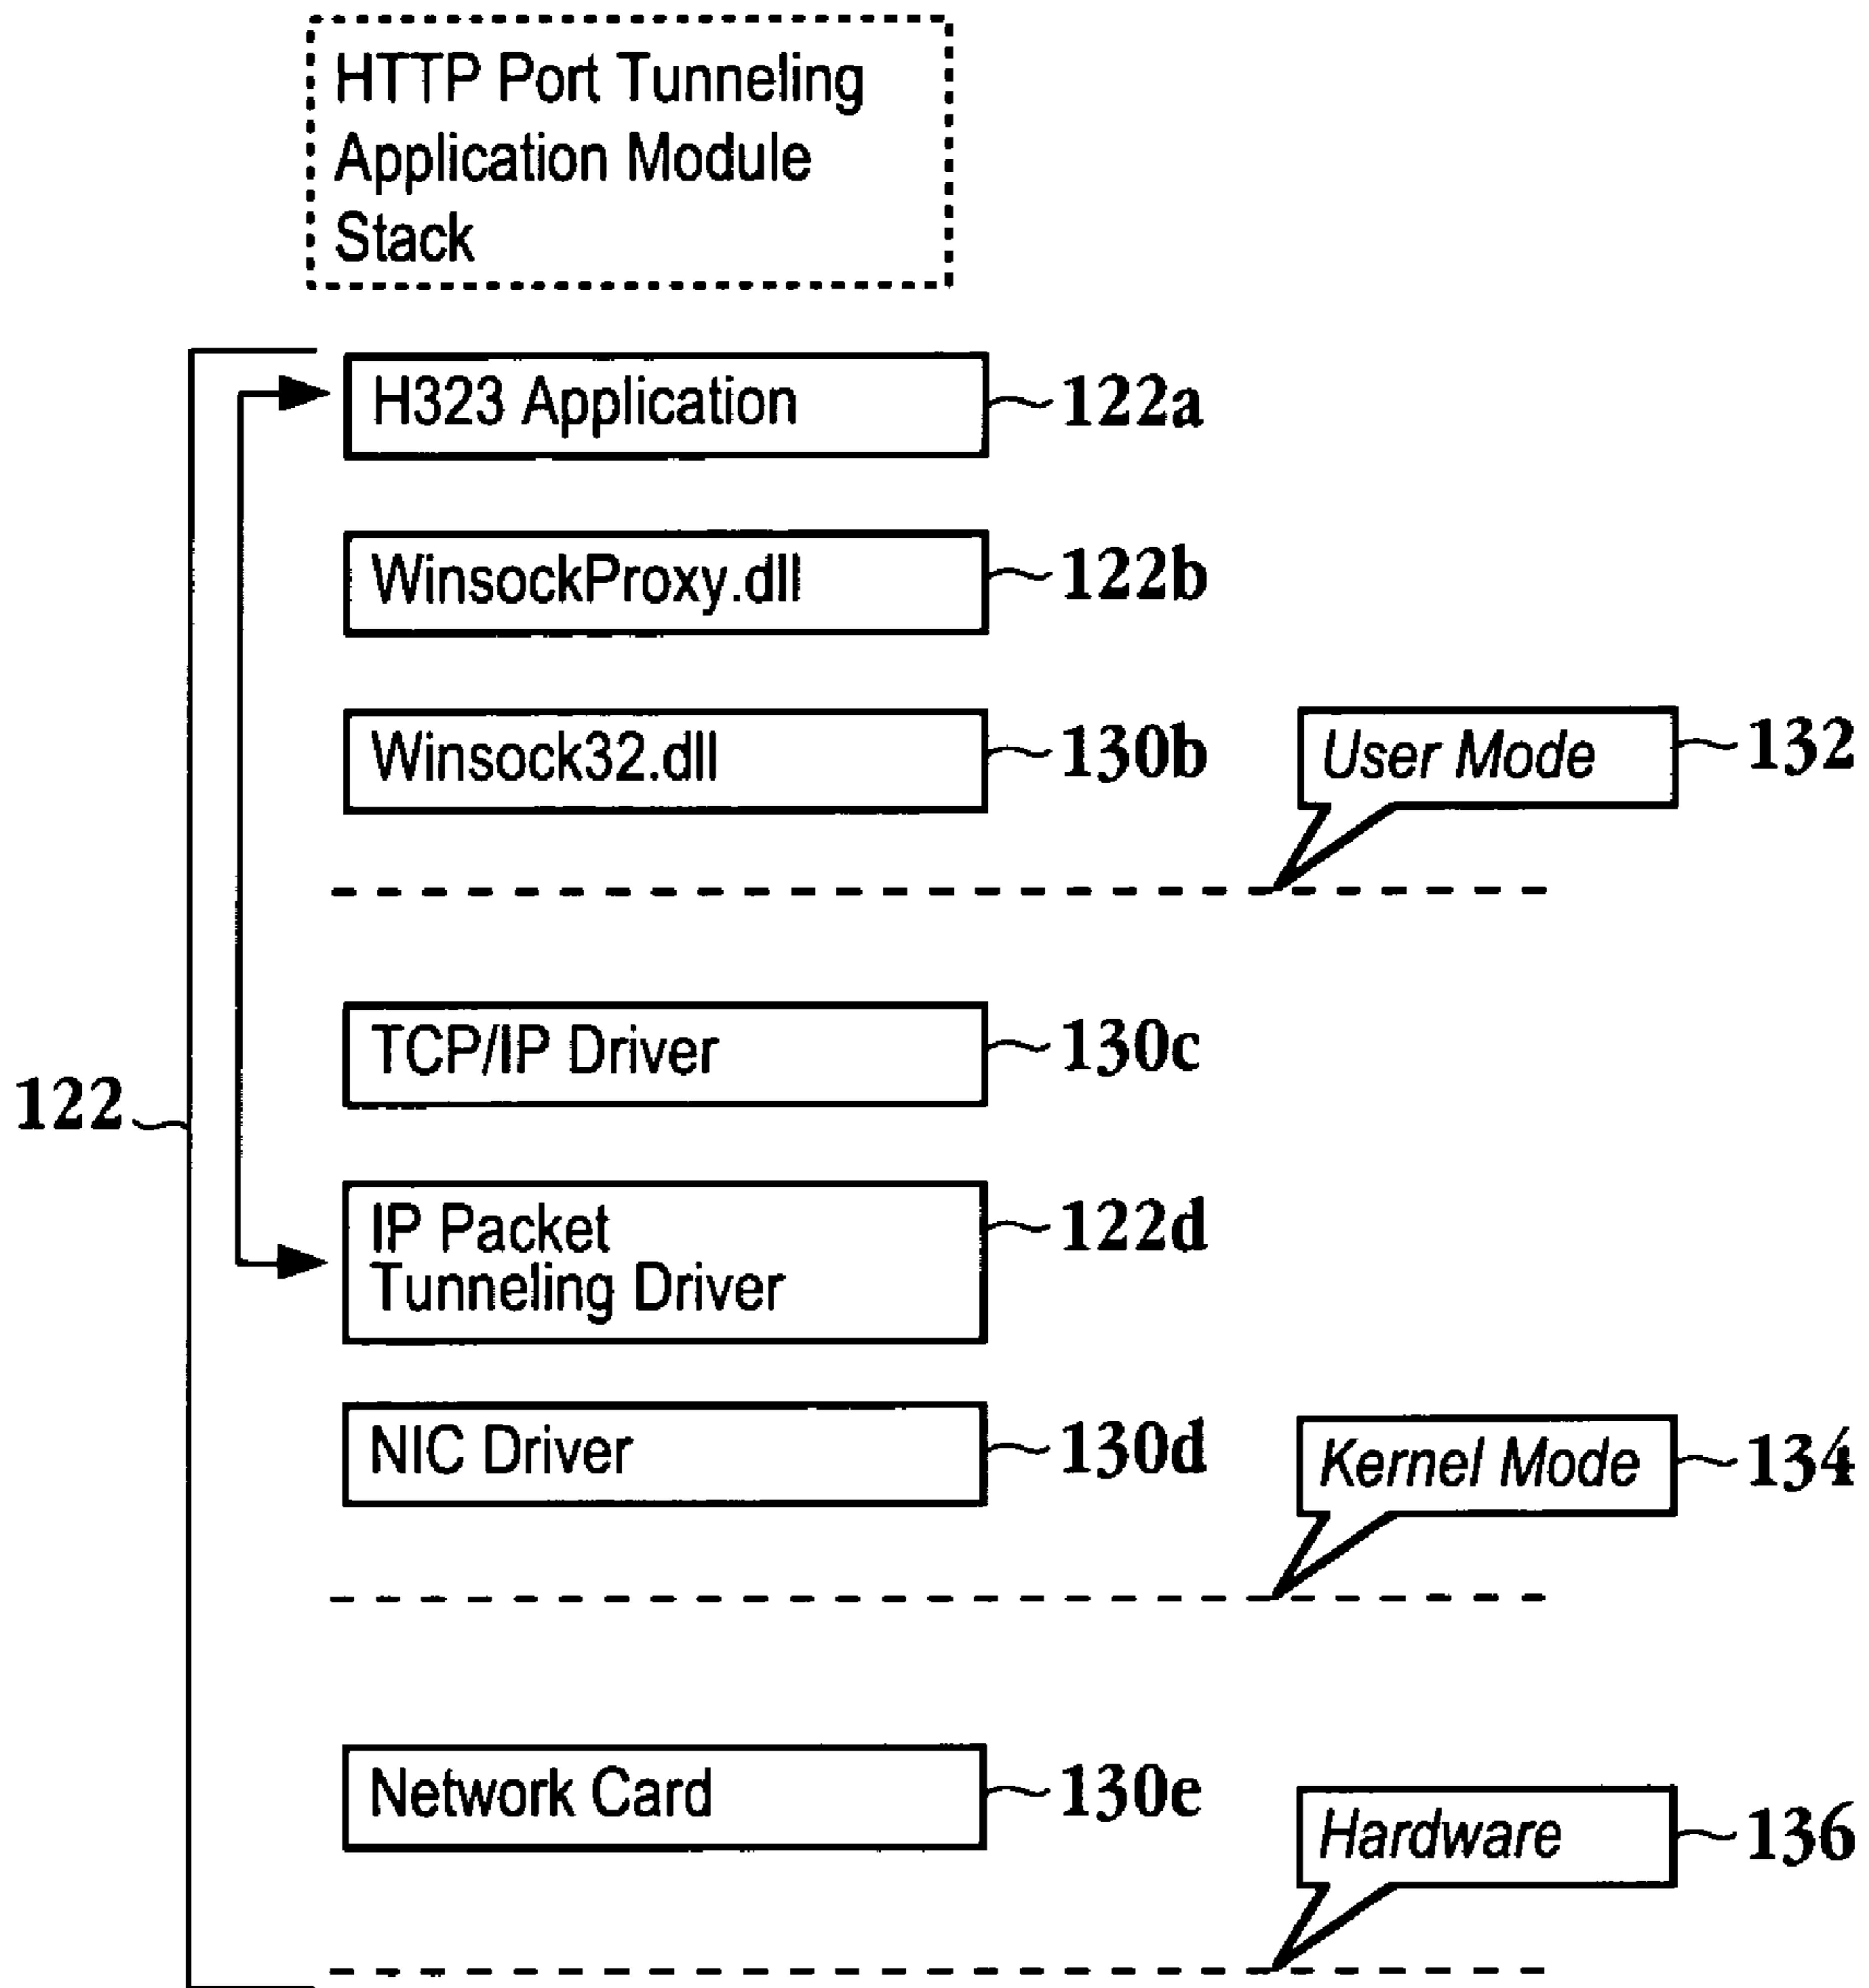 HTTP Port Tunneling
Application Module
Stack
H323 Application
122a
WinsockProxy.dll
122b
Winsock32.dll
130b
User Mode
132
TCP/IP Driver
130c
122
IP Packet
Tunneling Driver
122d
NIC Driver
130d
Kernel Mode
134
Network Card
130e
Hardware
136